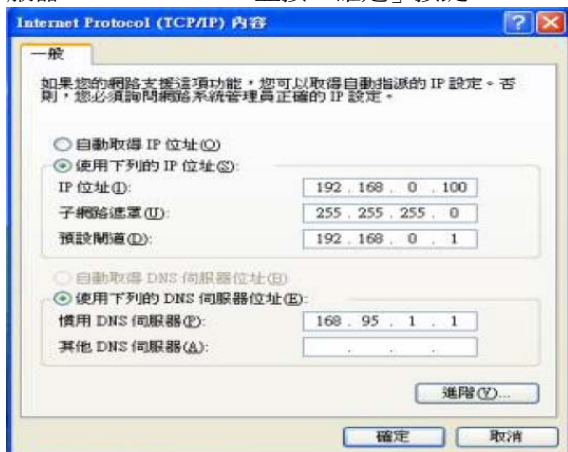 Internet Protocol (TCP/IP) 內容
一般
如果您的網路支援這項功能，您可以取得自動指派的 IP 設定。否
則，您必須詢問網路系統管理員正確的 IP 設定。
自動取得 IP 位址(O)
使用下列的 IP 位址(S):
IP 位址(I): 192 . 168 . 0 . 100
子網路遮罩(U): 255 . 255 . 255 . 0
預設閘道(D): 192 . 168 . 0 . 1
自動取得 DNS 伺服器位址(B)
使用下列的 DNS 伺服器位址(E):
慣用 DNS 伺服器(P): 168 . 95 . 1 . 1
其他 DNS 伺服器(A): . . .
進階(V)...
確定 取消